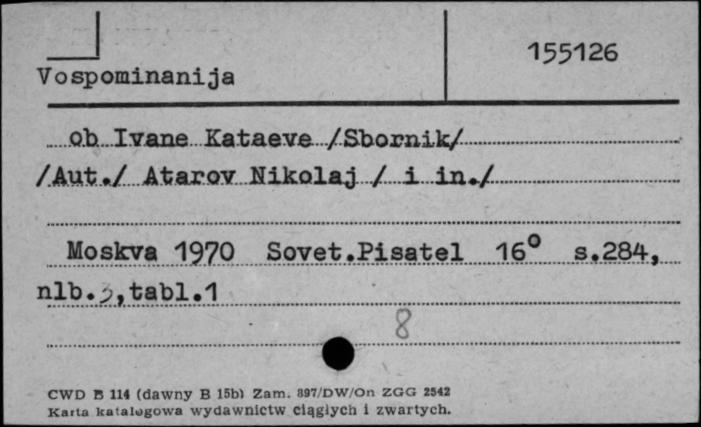 155126
Vospominanija
ob Ivane Kataeve /Sbornik/
/Aut./ Atarov Nikolaj / i in./
Moskva 1970 Sovet.Pisatel 16° s.284,
nlb.3,tabl.1
8
CWD B 114 (dawny B 15b) Zam. 897/DW/On ZGG 2542
Karta katalogowa wydawnictw ciągłych i zwartych.